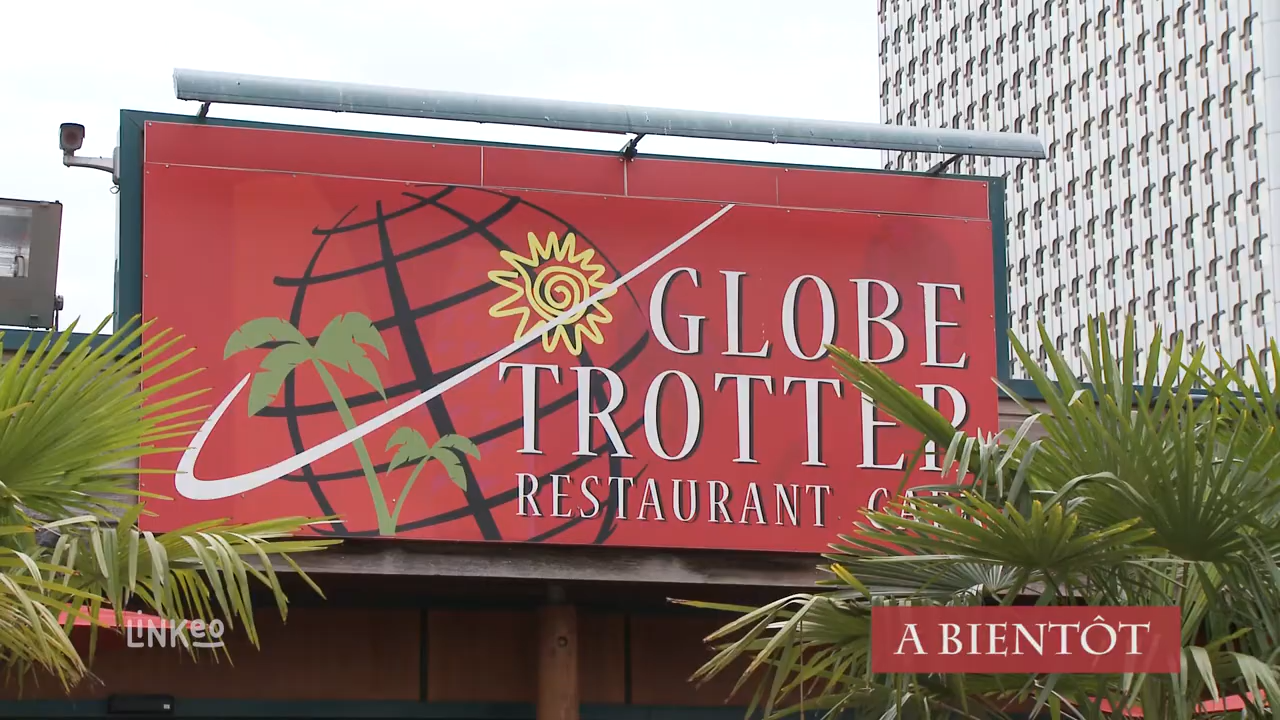 GLOBE
TROTTER
RESTAURANT
LINKEO
A BIENTÔT